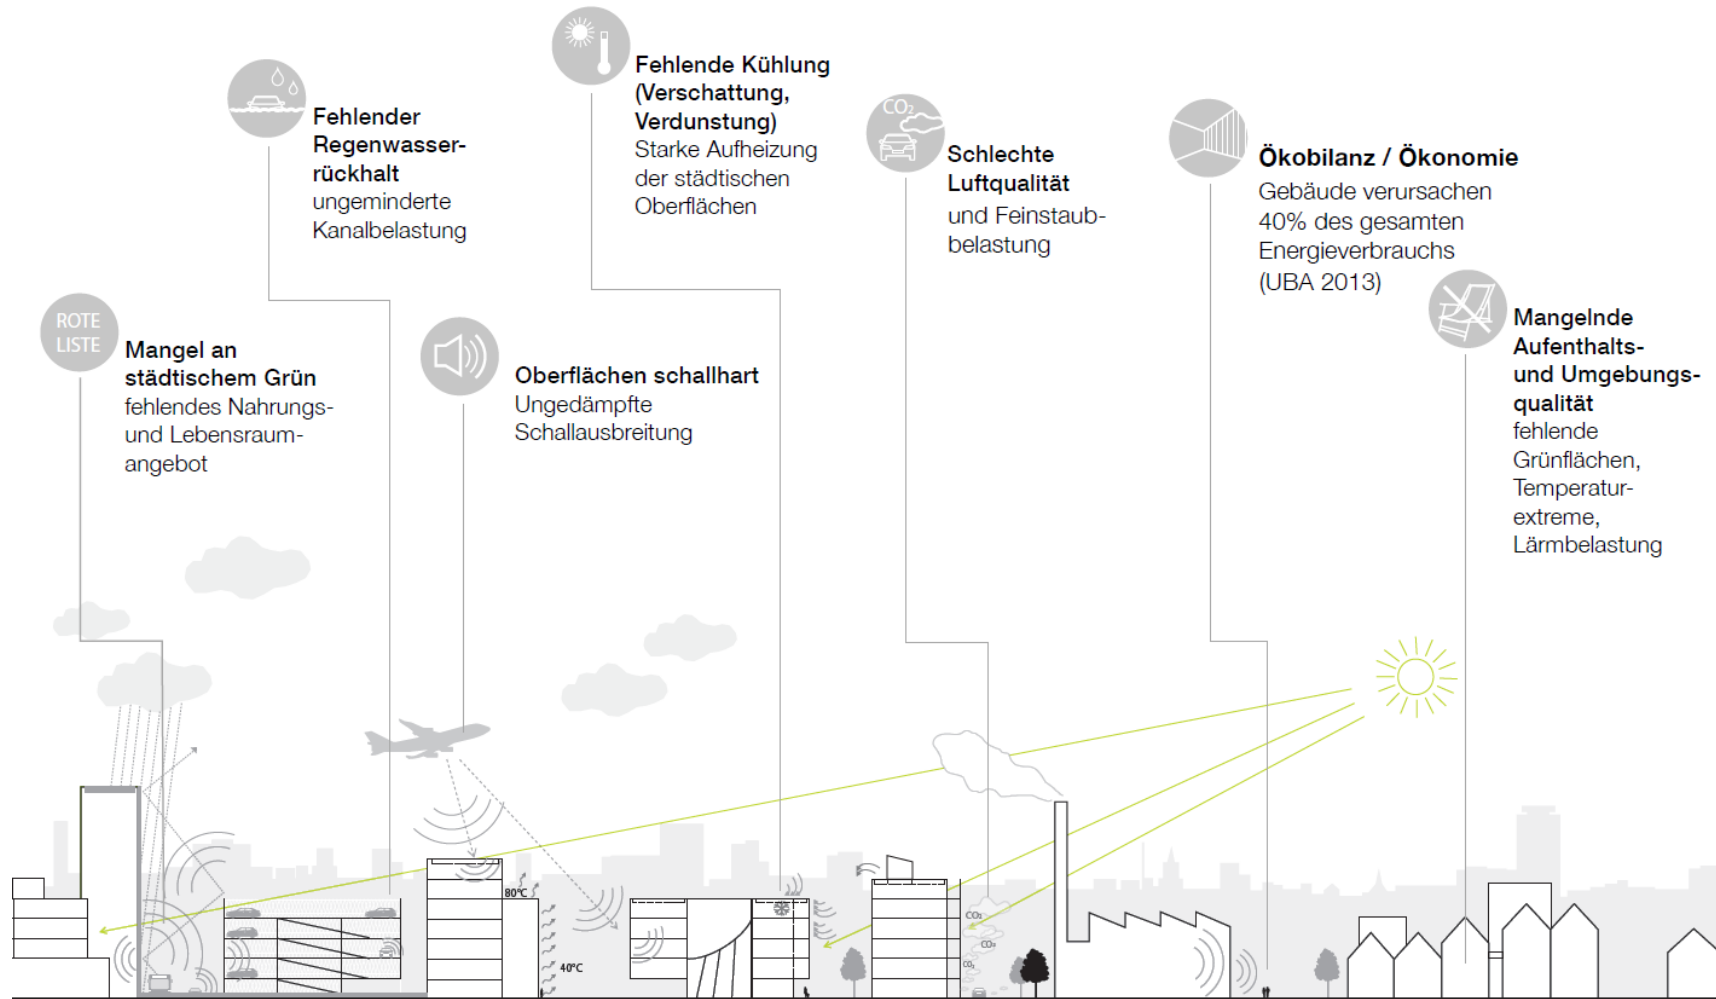 Fehlende Kühlung
(Verschattung,
Verdunstung)
Starke Aufheizung
der städtischen
Oberflächen
Fehlender
Regenwasser-
rückhalt
ungeminderte
Kanalbelastung
CO₂
Schlechte
Luftqualität
und Feinstaub-
belastung
Ökobilanz / Ökonomie
Gebäude verursachen
40% des gesamten
Energieverbrauchs
(UBA 2013)
ROTE
LISTE
Mangel an
städtischem Grün
fehlendes Nahrungs-
und Lebensraum-
angebot
Oberflächen schallhart
Ungedämpfte
Schallausbreitung
Mangelnde
Aufenthalts-
und Umgebungs-
qualität
fehlende
Grünflächen,
Temperatur-
extreme,
Lärmbelastung
80°C
40°C
CO₂
CO₂
CO₂